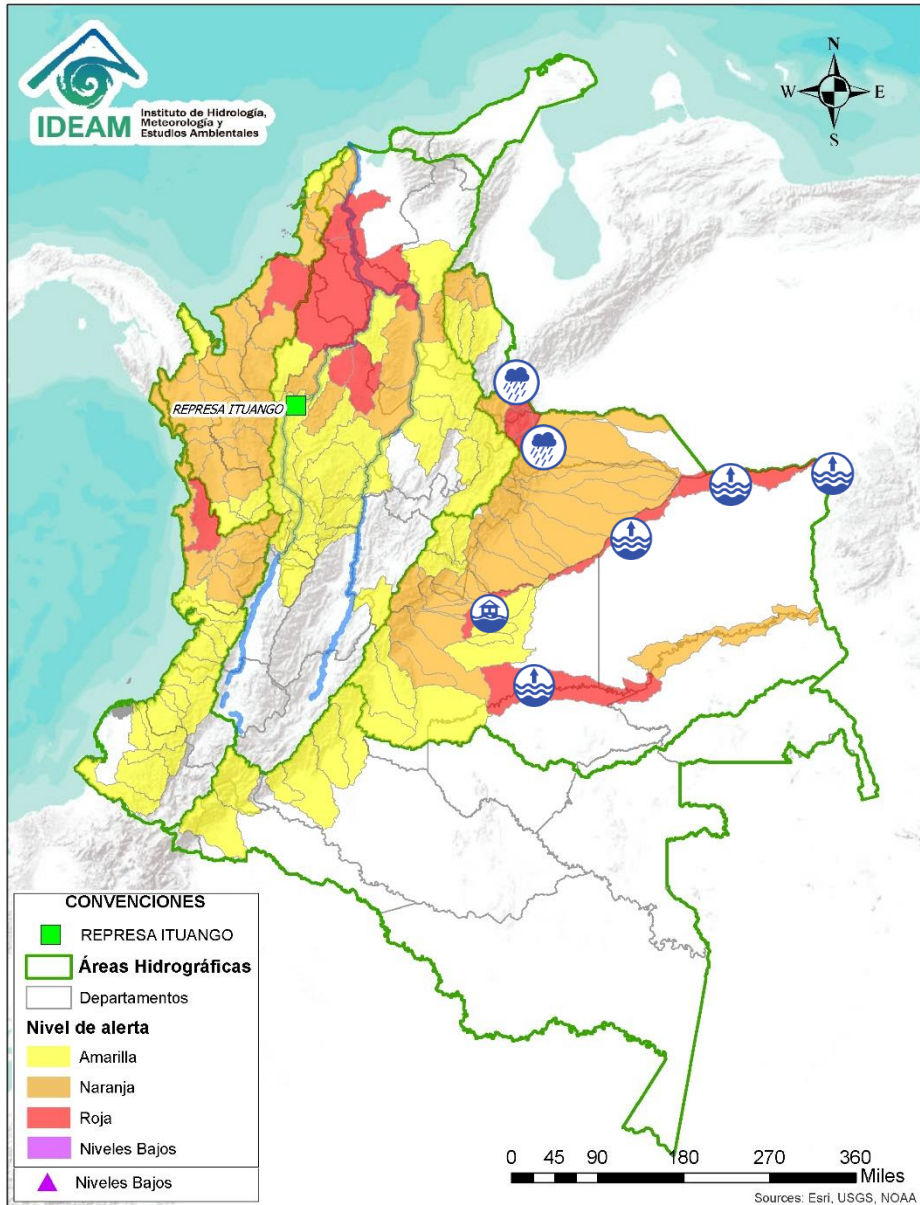 IDEAM
Instituto de Hidrología,
Meteorología y
Estudios Ambientales
N
W
E
S
REPRESA ITUANGO
CONVENCIONES
REPRESA ITUANGO
Áreas Hidrográficas
Departamentos
Nivel de alerta
Amarilla
Naranja
Roja
Niveles Bajos
Niveles Bajos
0 45 90 180 270 360
Miles
Sources: Esri, USGS, NOAA